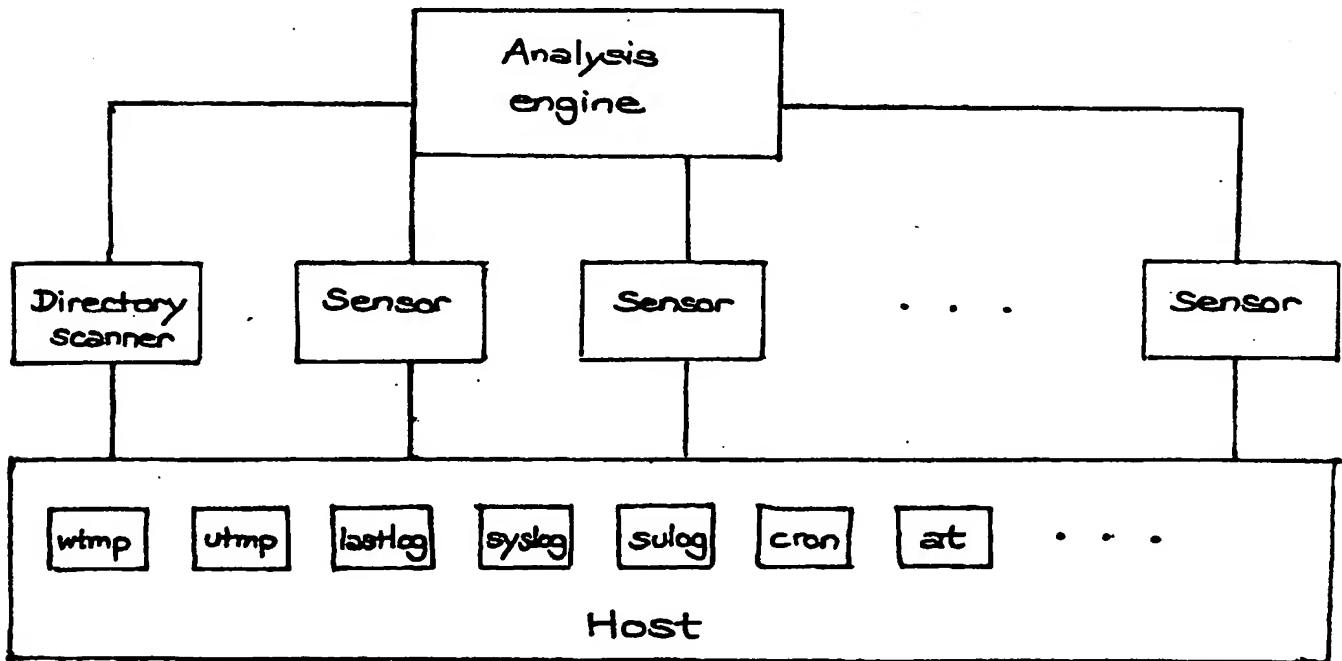 Analysis
engine
Directory
scanner
Sensor
Sensor
. . .
Sensor
wtmp
utmp
lastlog
syslog
sulog
cron
at
. . .
Host